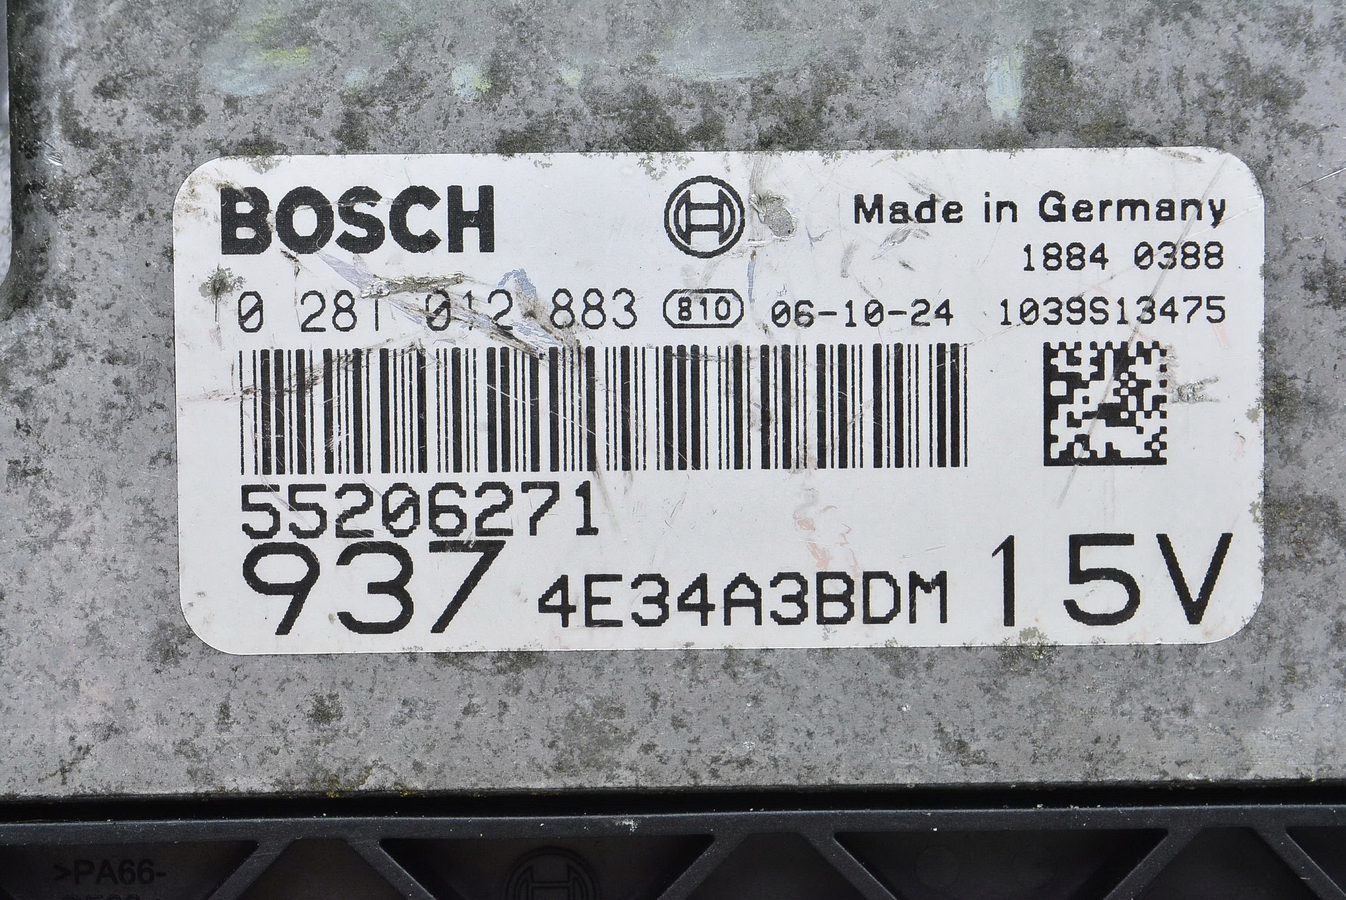 BOSCH
Made in Germany
1884 0388
0 281 012 883 810 06-10-24 1039S13475
55206271
937 4E34A3BDM 15V
>PA66-